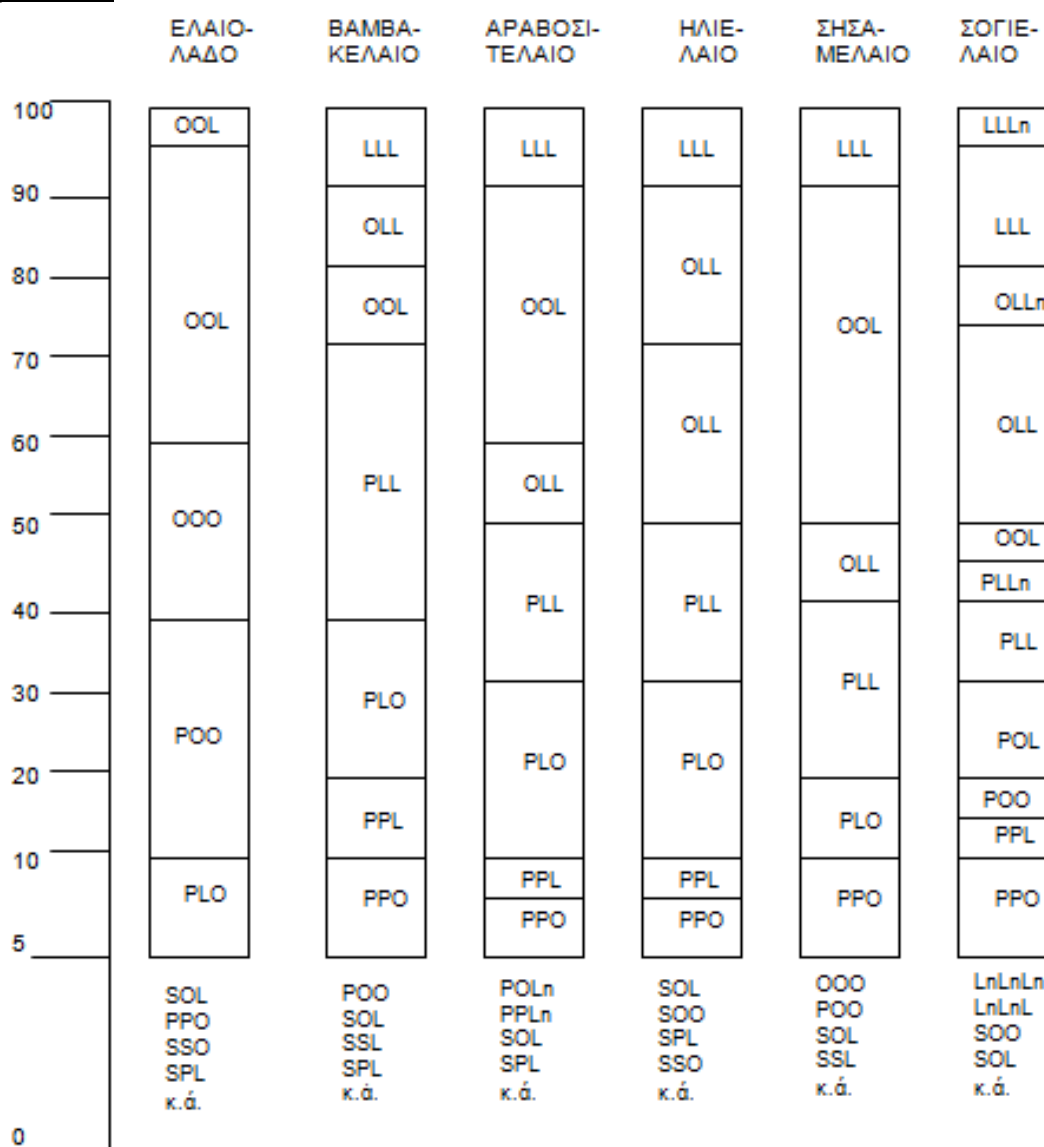 ΕΛΑΙΟ-
ΛΑΔΟ
ΒΑΜΒΑ-
ΚΕΛΑΙΟ
ΑΡΑΒΟΣΙ-
ΤΕΛΑΙΟ
ΗΛΙΕ-
ΛΑΙΟ
ΣΗΣΑ-
ΜΕΛΑΙΟ
ΣΟΓΙΕ-
ΛΑΙΟ
100
90
80
70
60
50
40
30
20
10
5
0
OOL
OOL
OOO
POO
PLO
SOL
PPO
SSO
SPL
κ.ά.
LLL
OLL
OOL
PLL
PLO
PPL
PPO
POO
SOL
SSL
SPL
κ.ά.
LLL
OOL
OLL
PLL
PLO
PPL
PPO
POLn
PPLn
SOL
SPL
κ.ά.
LLL
OLL
OLL
PLL
PLO
PPL
PPO
SOL
SOO
SPL
SSO
κ.ά.
LLL
OOL
OLL
PLL
PLO
PPO
OOO
POO
SOL
SSL
κ.ά.
LLLn
LLL
OLLn
OLL
OOL
PLLn
PLL
POL
POO
PPL
PPO
LnLnLn
LnLnL
SOO
SOL
κ.ά.